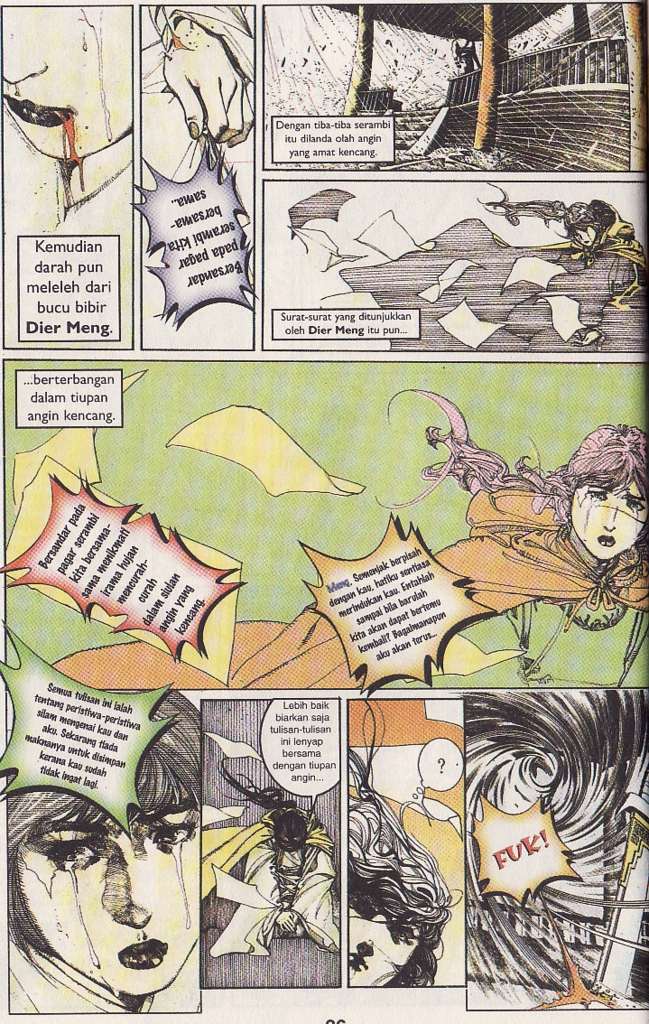 Kemudian
darah pun
meleleh dari
bucu bibir
Dier Meng.
Bersandar
pada pagar
serambi kita
bersama-
sama...
Dengan tiba-tiba serambi
itu dilanda olah angin
yang amat kencang.
Surat-surat yang ditunjukkan
oleh Dier Meng itu pun...
...berterbangan
dalam tiupan
angin kencang.
Bersandar pada
pagar serambi
kita bersama-
sama menikmati
irama hujan
mencurah-
curah
dalam siulan
angin yang
kencang.
Meng, Semenjak berpisah
dengan kau, hatiku sentiasa
merindukan kau. Entahlah
sampai bila barulah
kita akan dapat bertemu
kembali? Bagaimanapun
aku akan terus...
Semua tulisan ini ialah
tentang peristiwa-peristiwa
silam mengenai kau dan
aku. Sekarang tiada
maknanya untuk disimpan
kerana kau sudah
tidak ingat lagi.
Lebih baik
biarkan saja
tulisan-tulisan
ini lenyap
bersama
dengan tiupan
angin...
?
FUK!